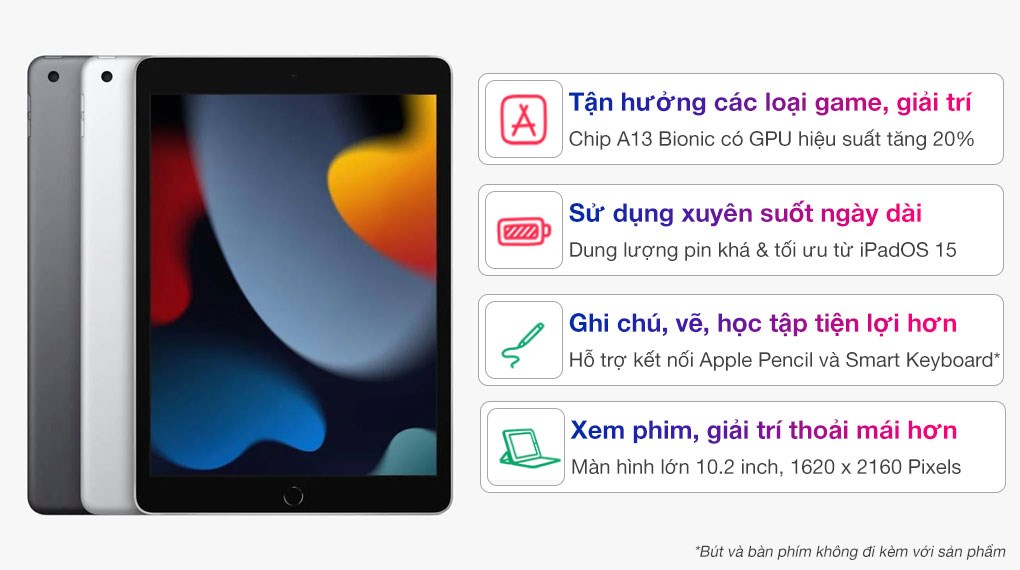 Tận hưởng các loại game, giải trí
Chip A13 Bionic có GPU hiệu suất tăng 20%
Sử dụng xuyên suốt ngày dài
Dung lượng pin khá & tối ưu từ iPadOS 15
Ghi chú, vẽ, học tập tiện lợi hơn
Hỗ trợ kết nối Apple Pencil và Smart Keyboard*
Xem phim, giải trí thoải mái hơn
Màn hình lớn 10.2 inch, 1620 x 2160 Pixels
*Bút và bàn phím không đi kèm với sản phẩm